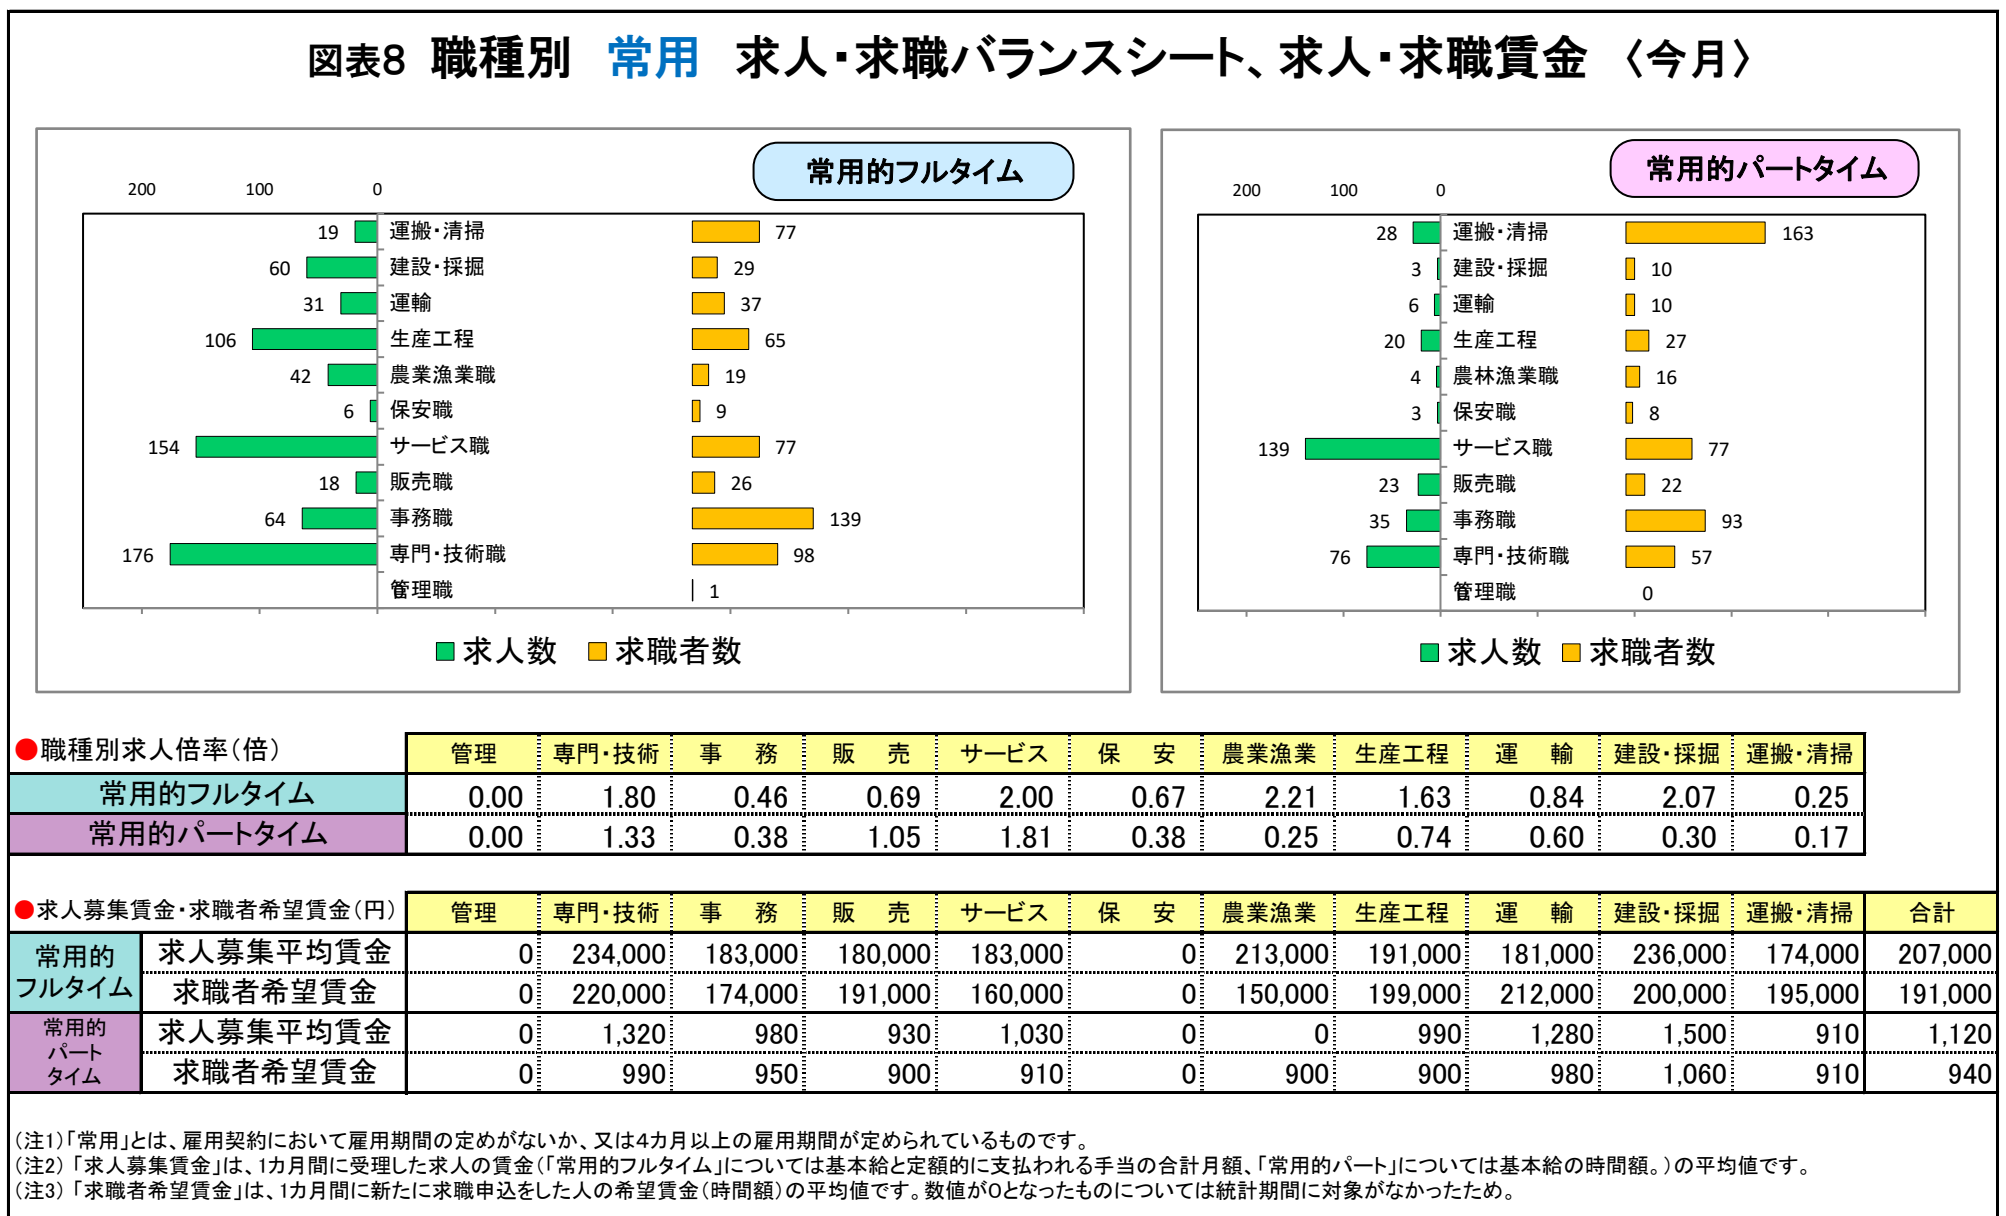 図表8 職種別 常用 求人・求職バランスシート、求人・求職賃金 〈今月〉
常用的フルタイム
200 100 0
19 運搬・清掃 77
60 建設・採掘 29
31 運輸 37
106 生産工程 65
42 農業漁業職 19
6 保安職 9
154 サービス職 77
18 販売職 26
64 事務職 139
176 専門・技術職 98
管理職 1
求人数 求職者数
常用的パートタイム
200 100 0
28 運搬・清掃 163
3 建設・採掘 10
6 運輸 10
20 生産工程 27
4 農林漁業職 16
3 保安職 8
139 サービス職 77
23 販売職 22
35 事務職 93
76 専門・技術職 57
管理職 0
求人数 求職者数
●職種別求人倍率(倍) 管理 専門・技術 事 務 販 売 サービス 保 安 農業漁業 生産工程 運 輸 建設・採掘 運搬・清掃
常用的フルタイム 0.00 1.80 0.46 0.69 2.00 0.67 2.21 1.63 0.84 2.07 0.25
常用的パートタイム 0.00 1.33 0.38 1.05 1.81 0.38 0.25 0.74 0.60 0.30 0.17
●求人募集賃金・求職者希望賃金(円) 管理 専門・技術 事 務 販 売 サービス 保 安 農業漁業 生産工程 運 輸 建設・採掘 運搬・清掃 合計
常用的
フルタイム
求人募集平均賃金 0 234,000 183,000 180,000 183,000 0 213,000 191,000 181,000 236,000 174,000 207,000
求職者希望賃金 0 220,000 174,000 191,000 160,000 0 150,000 199,000 212,000 200,000 195,000 191,000
常用的
パート
タイム
求人募集平均賃金 0 1,320 980 930 1,030 0 0 990 1,280 1,500 910 1,120
求職者希望賃金 0 990 950 900 910 0 900 900 980 1,060 910 940
(注1)「常用」とは、雇用契約において雇用期間の定めがないか、又は4カ月以上の雇用期間が定められているものです。
(注2) 「求人募集賃金」は、1カ月間に受理した求人の賃金(「常用的フルタイム」については基本給と定額的に支払われる手当の合計月額、「常用的パート」については基本給の時間額。)の平均値です。
(注3) 「求職者希望賃金」は、1カ月間に新たに求職申込をした人の希望賃金(時間額)の平均値です。数値が0となったものについては統計期間に対象がなかったため。